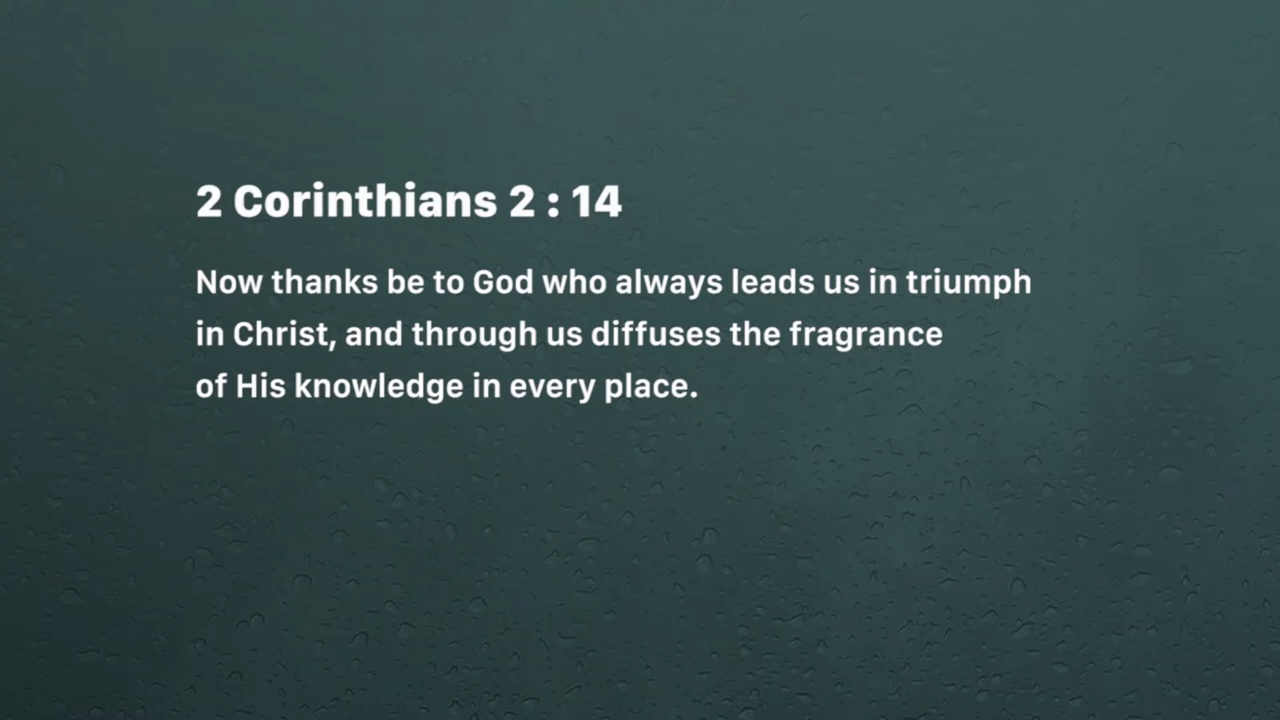 2 Corinthians 2 : 14
Now thanks be to God who always leads us in triumph
in Christ, and through us diffuses the fragrance
of His knowledge in every place.